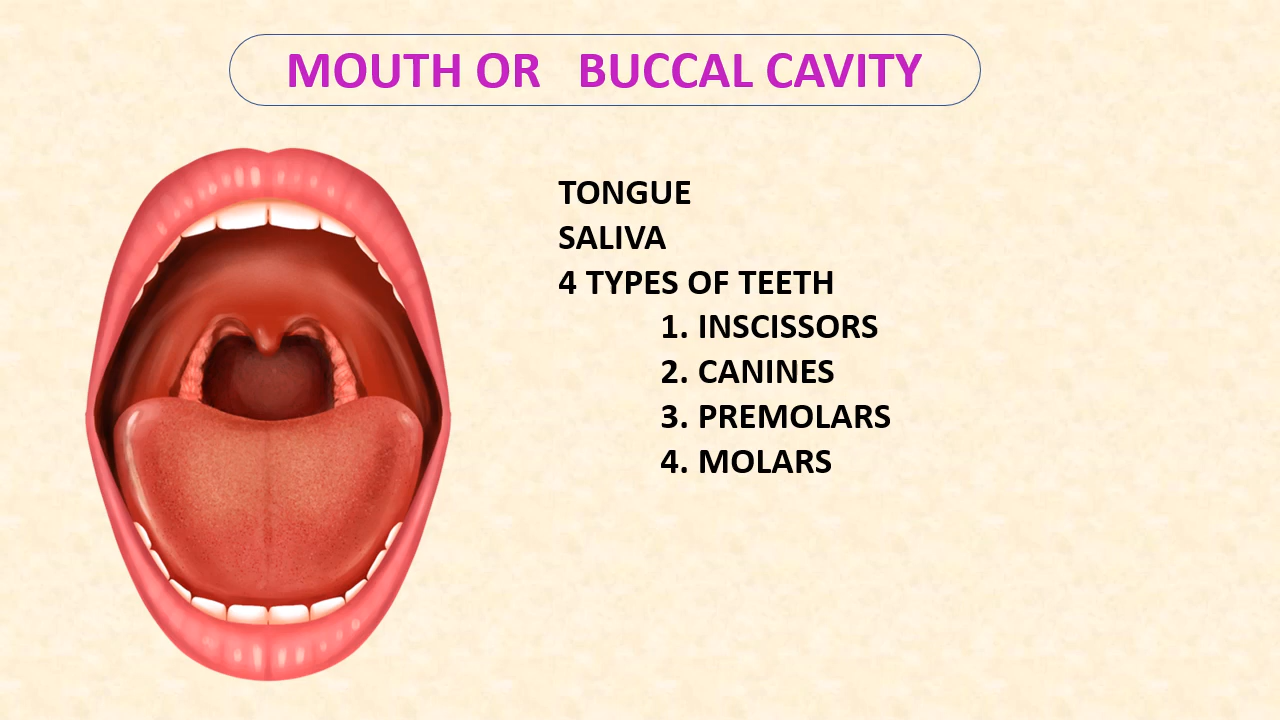 MOUTH OR BUCCAL CAVITY
TONGUE
SALIVA
4 TYPES OF TEETH
1. INSCISSORS
2. CANINES
3. PREMOLARS
4. MOLARS